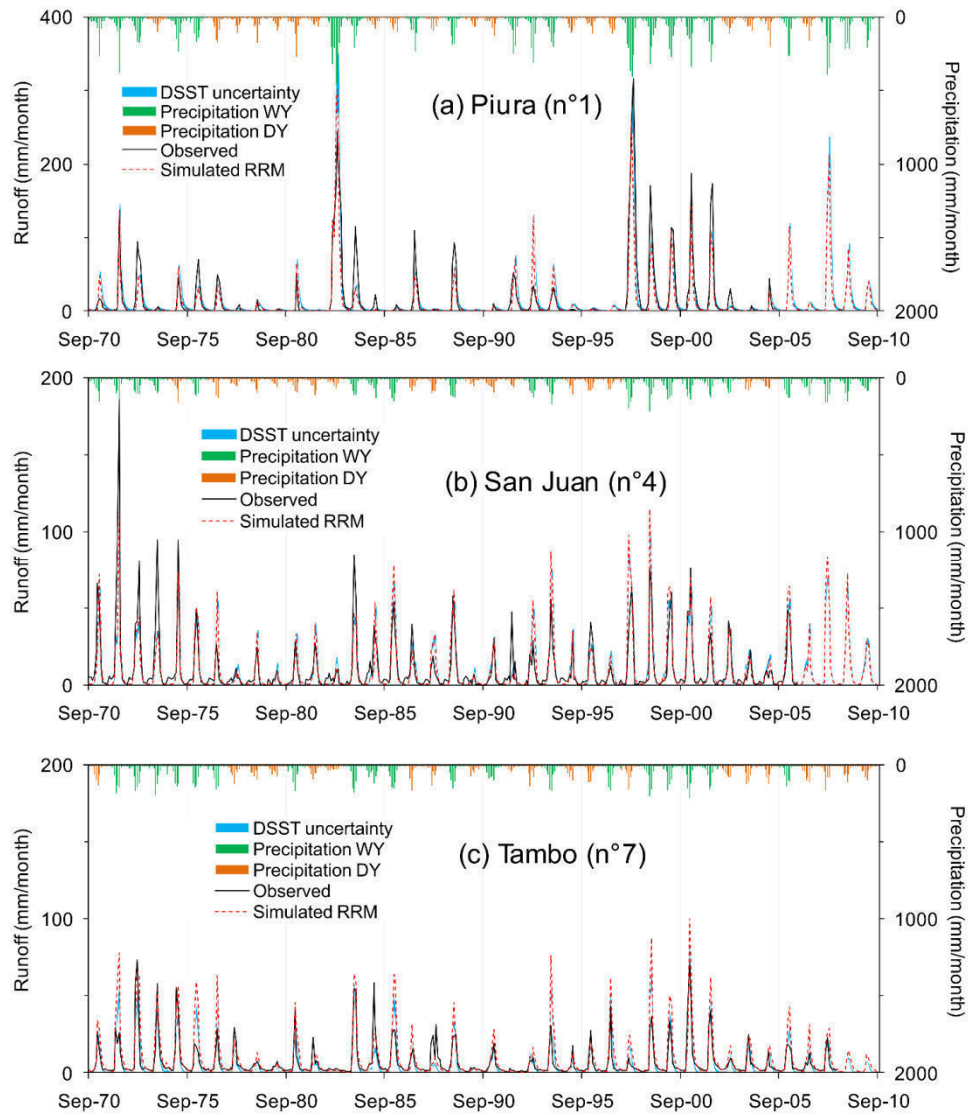 400
300
200
100
0
Runoff (mm/month)
0
1000
2000
Precipitation (mm/month)
DSST uncertainty
Precipitation WY
Precipitation DY
Observed
Simulated RRM
(a) Piura (n°1)
Sep-70 Sep-75 Sep-80 Sep-85 Sep-90 Sep-95 Sep-00 Sep-05 Sep-10
200
100
0
Runoff (mm/month)
0
1000
2000
Precipitation (mm/month)
DSST uncertainty
Precipitation WY
Precipitation DY
Observed
Simulated RRM
(b) San Juan (n°4)
Sep-70 Sep-75 Sep-80 Sep-85 Sep-90 Sep-95 Sep-00 Sep-05 Sep-10
200
100
0
Runoff (mm/month)
0
1000
2000
Precipitation (mm/month)
DSST uncertainty
Precipitation WY
Precipitation DY
Observed
Simulated RRM
(c) Tambo (n°7)
Sep-70 Sep-75 Sep-80 Sep-85 Sep-90 Sep-95 Sep-00 Sep-05 Sep-10